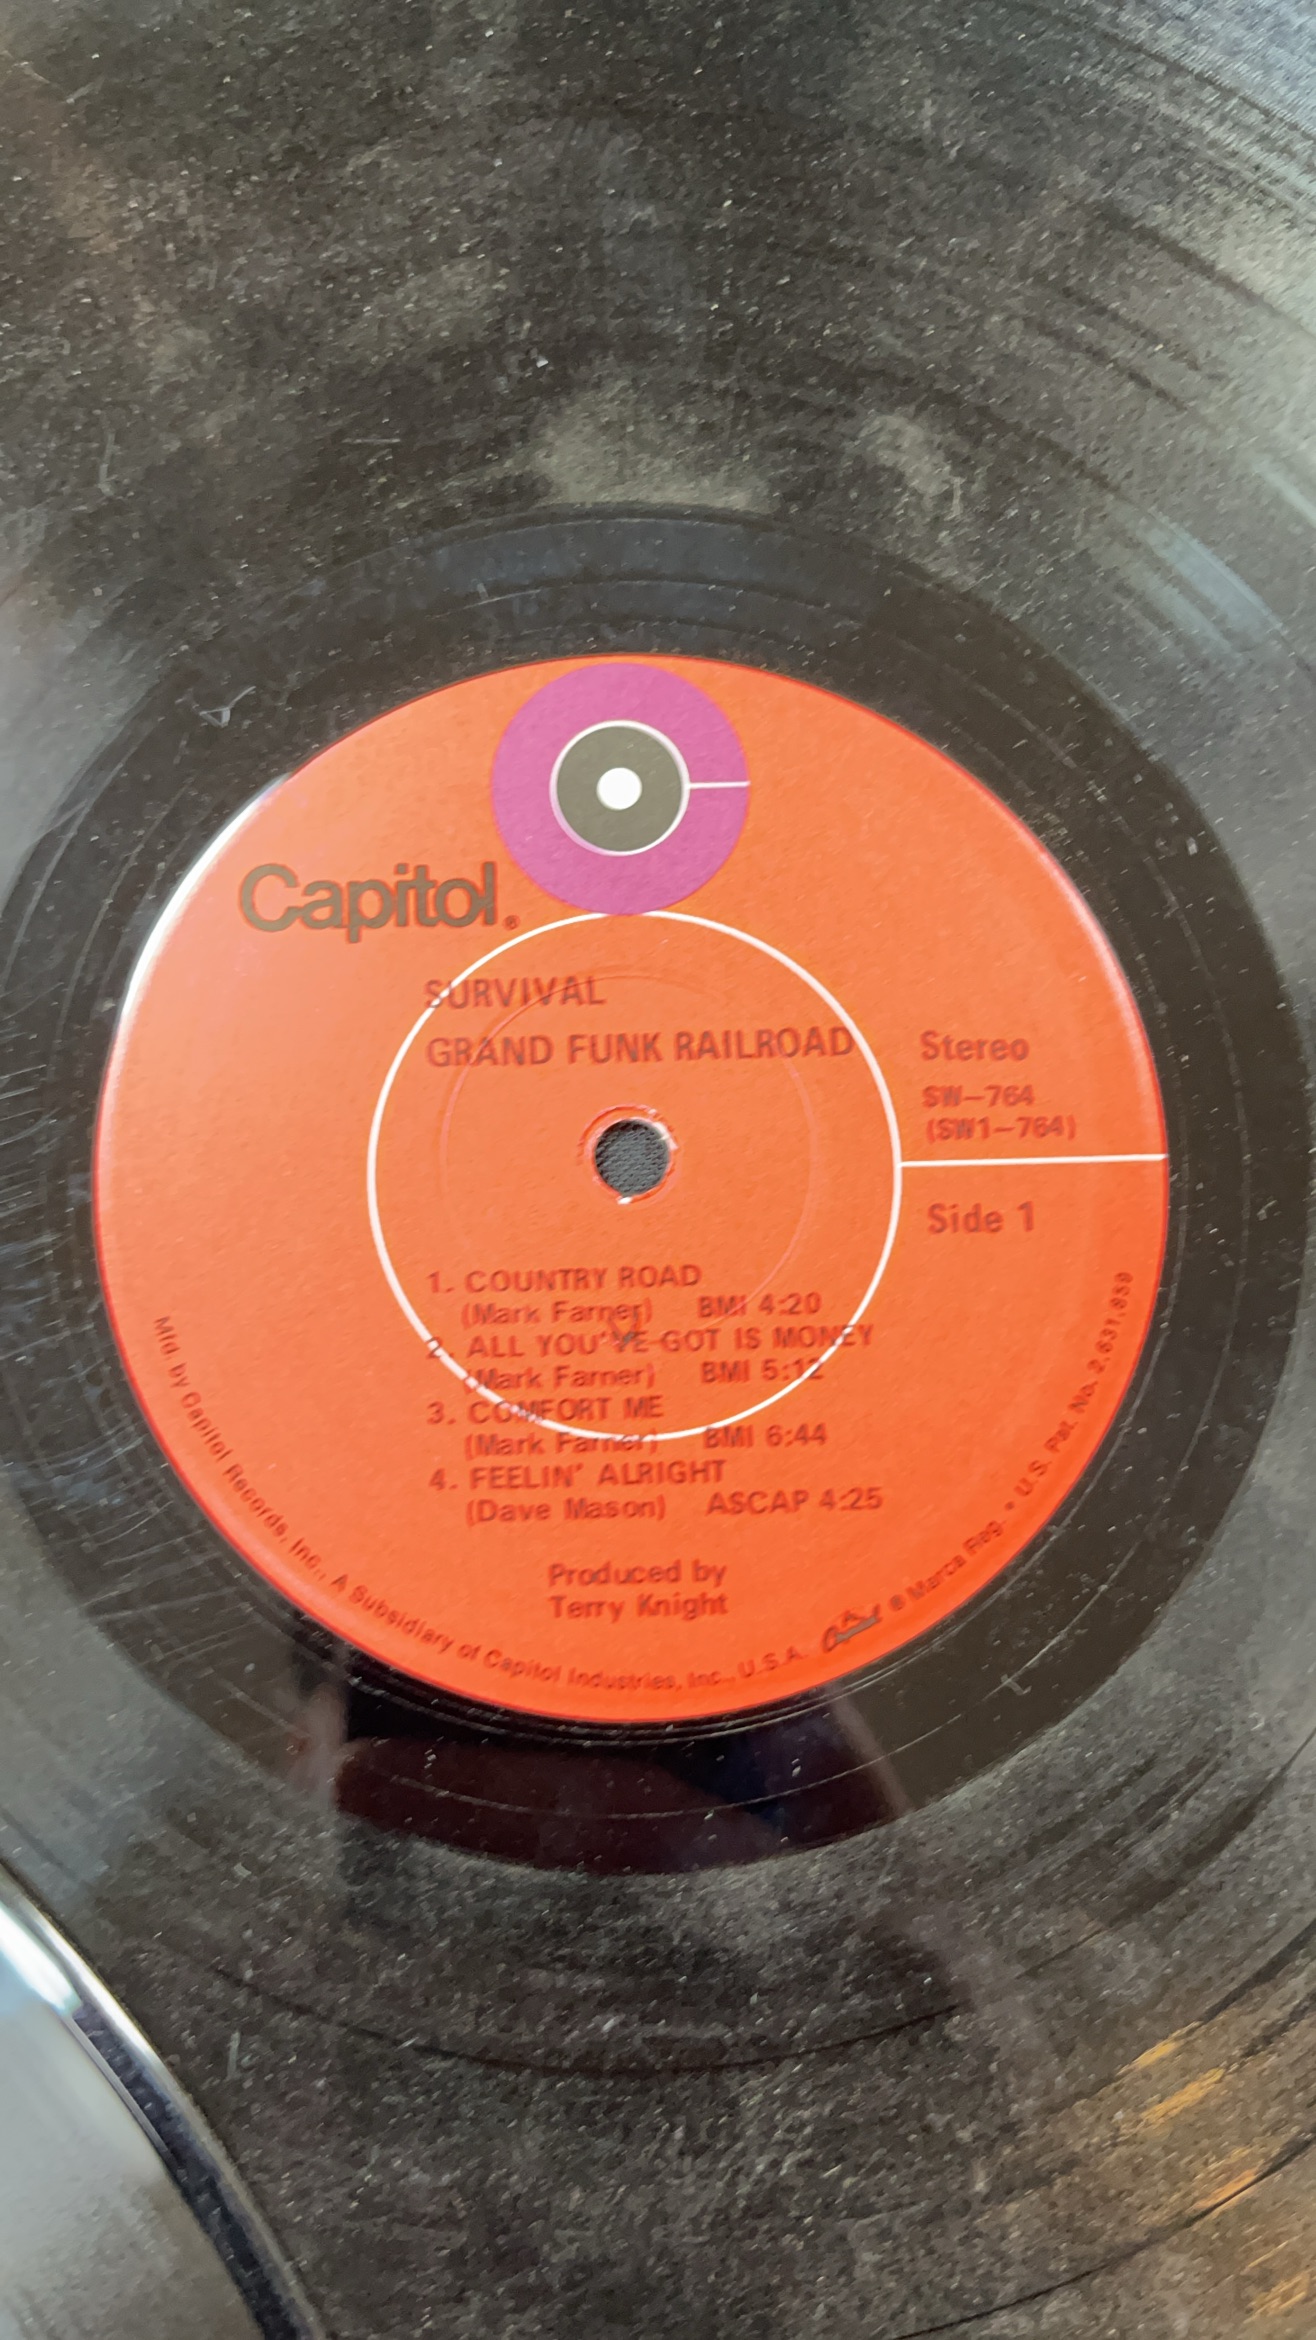 Capitol®
SURVIVAL
GRAND FUNK RAILROAD
Stereo
SW-764
(SW1-764)
Side 1
1. COUNTRY ROAD
(Mark Farner) BMI 4:20
2. ALL YOU'VE GOT IS MONEY
(Mark Farner) BMI 5:12
3. COMFORT ME
(Mark Farner) BMI 6:44
4. FEELIN' ALRIGHT
(Dave Mason) ASCAP 4:25
Produced by
Terry Knight
Mfd. by Capitol Records, Inc., A Subsidiary of Capitol Industries, Inc., U.S.A. Capitol ® Marca Reg. • U.S. Pat. No. 2,631,859